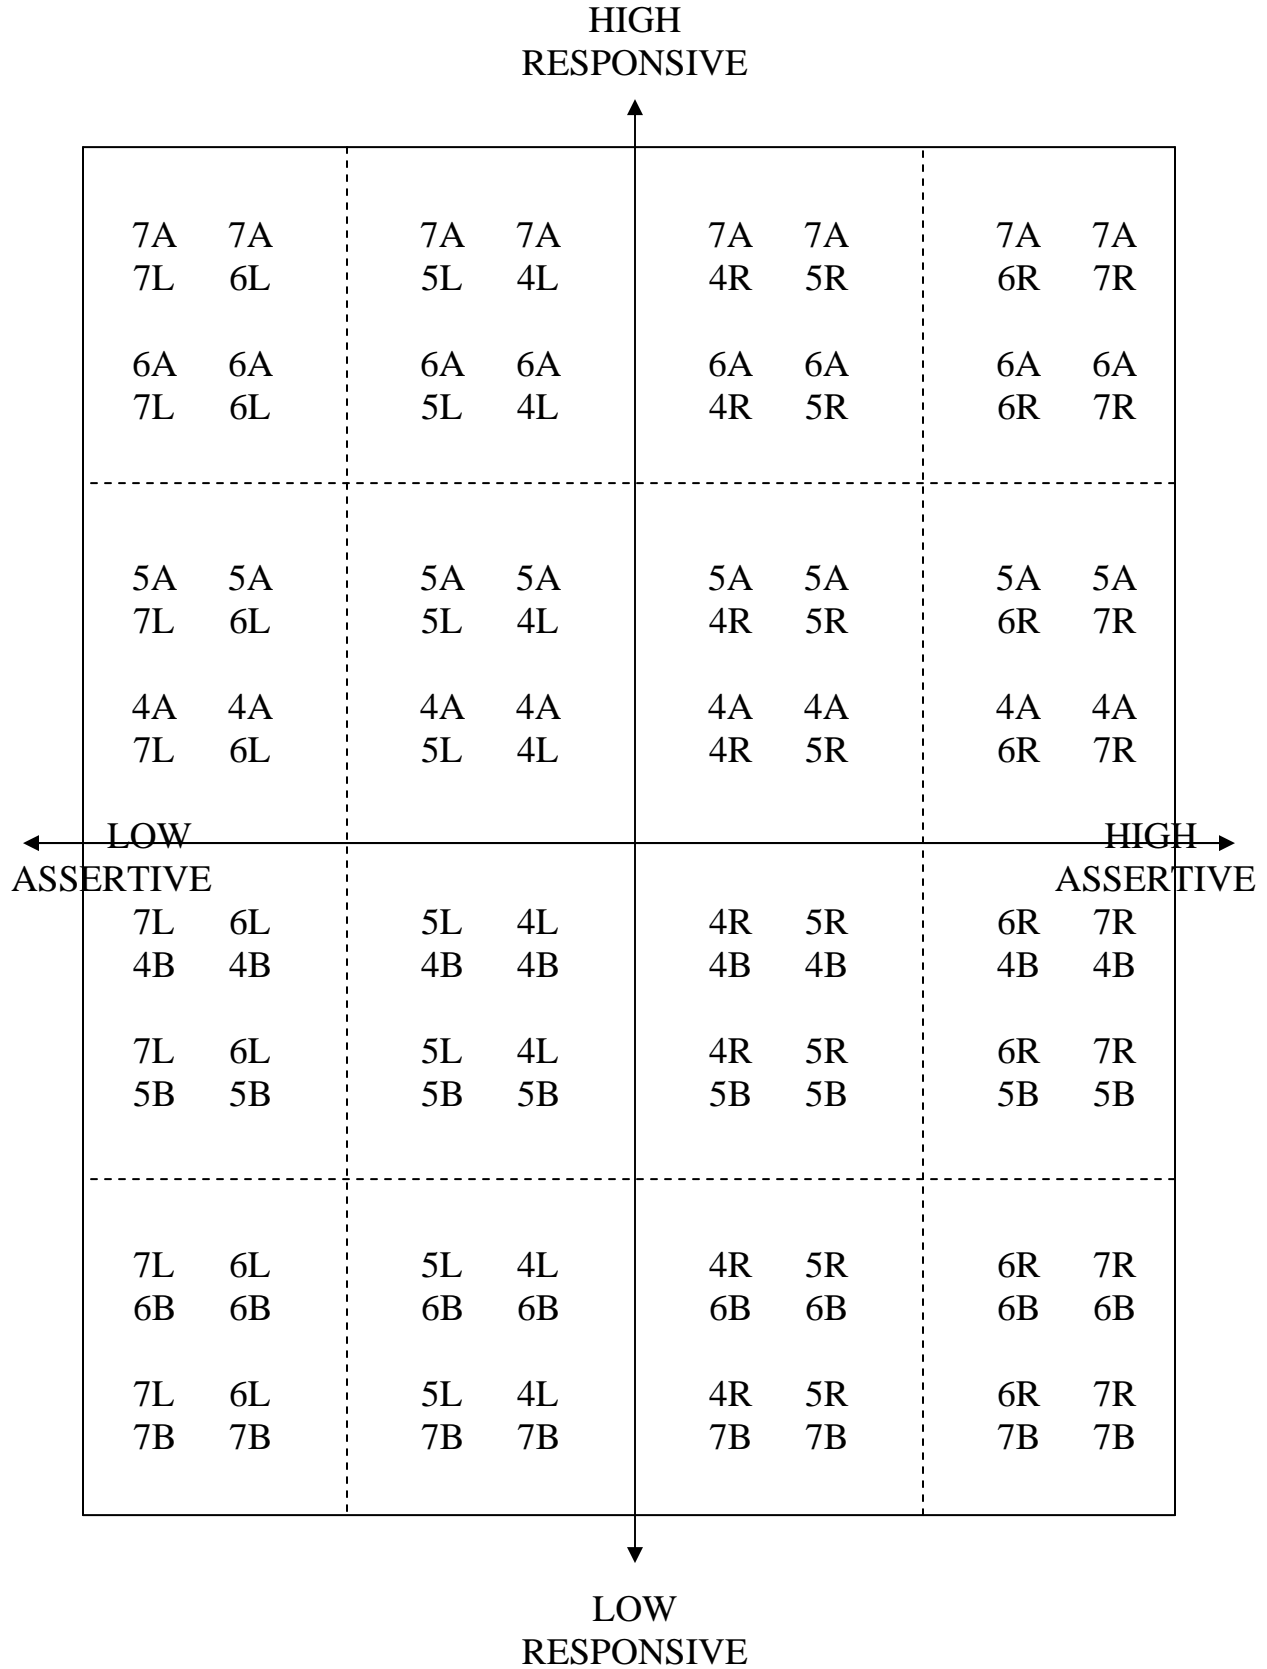 HIGH
RESPONSIVE
7A 7A 7A 7A 7A 7A 7A 7A
7L 6L 5L 4L 4R 5R 6R 7R
6A 6A 6A 6A 6A 6A 6A 6A
7L 6L 5L 4L 4R 5R 6R 7R
5A 5A 5A 5A 5A 5A 5A 5A
7L 6L 5L 4L 4R 5R 6R 7R
4A 4A 4A 4A 4A 4A 4A 4A
7L 6L 5L 4L 4R 5R 6R 7R
LOW HIGH
ASSERTIVE ASSERTIVE
7L 6L 5L 4L 4R 5R 6R 7R
4B 4B 4B 4B 4B 4B 4B 4B
7L 6L 5L 4L 4R 5R 6R 7R
5B 5B 5B 5B 5B 5B 5B 5B
7L 6L 5L 4L 4R 5R 6R 7R
6B 6B 6B 6B 6B 6B 6B 6B
7L 6L 5L 4L 4R 5R 6R 7R
7B 7B 7B 7B 7B 7B 7B 7B
LOW
RESPONSIVE